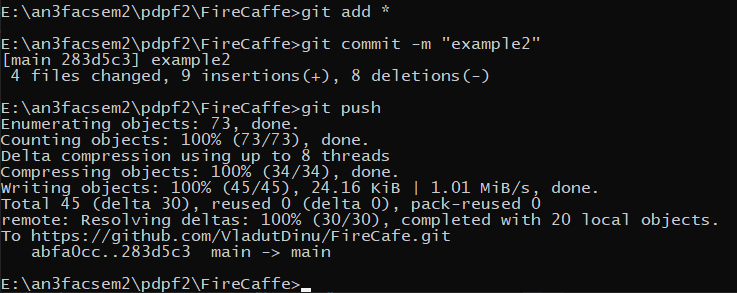 E:\an3facsem2\pdpf2\FireCaffe>git add *
E:\an3facsem2\pdpf2\FireCaffe>git commit -m "example2"
[main 283d5c3] example2
 4 files changed, 9 insertions(+), 8 deletions(-)
E:\an3facsem2\pdpf2\FireCaffe>git push
Enumerating objects: 73, done.
Counting objects: 100% (73/73), done.
Delta compression using up to 8 threads
Compressing objects: 100% (34/34), done.
Writing objects: 100% (45/45), 24.16 KiB | 1.01 MiB/s, done.
Total 45 (delta 30), reused 0 (delta 0), pack-reused 0
remote: Resolving deltas: 100% (30/30), completed with 20 local objects.
To https://github.com/VladutDinu/FireCafe.git
   abfa0cc..283d5c3  main -> main
E:\an3facsem2\pdpf2\FireCaffe>